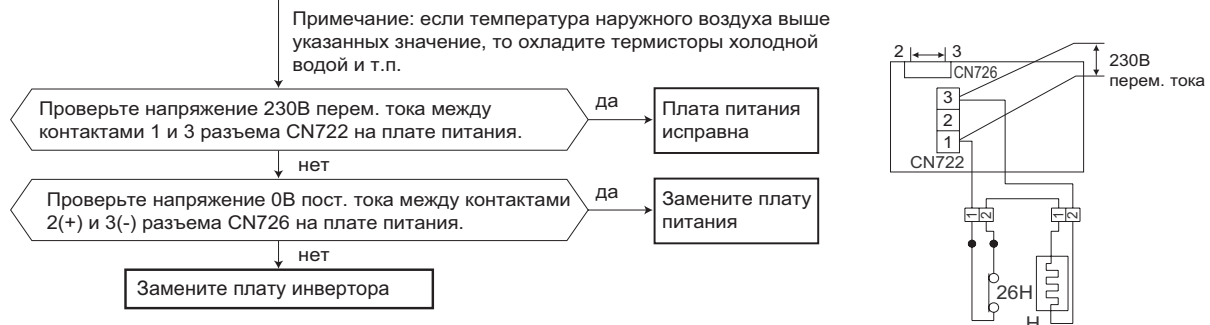 Примечание: если температура наружного воздуха выше
указанных значение, то охладите термисторы холодной
водой и т.п.
Проверьте напряжение 230В перем. тока между
контактами 1 и 3 разъема CN722 на плате питания.
да
Плата питания
исправна
нет
Проверьте напряжение 0В пост. тока между контактами
2(+) и 3(-) разъема CN726 на плате питания.
да
Замените плату
питания
нет
Замените плату инвертора
2 3
CN726
230В
перем. тока
3
2
1
CN722
1 2
1 2
26H
H